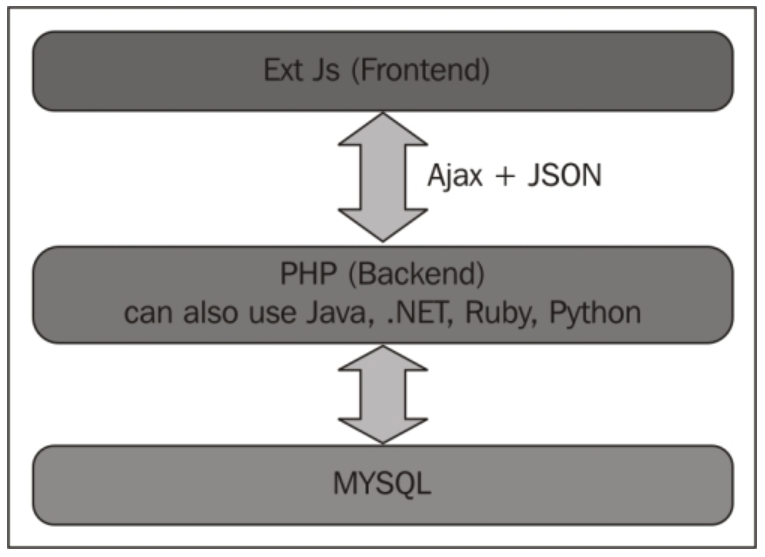 Ext Js (Frontend)
Ajax + JSON
PHP (Backend)
can also use Java, .NET, Ruby, Python
MYSQL